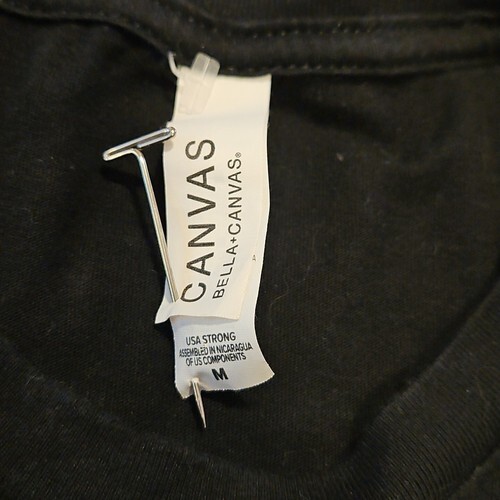 CANVAS
BELLA+CANVAS®
USA STRONG
ASSEMBLED IN NICARAGUA
OF US COMPONENTS
M